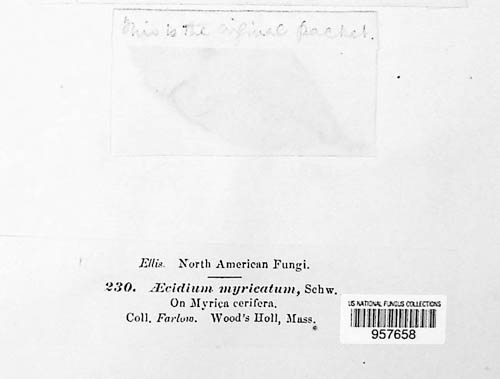 This is the original packet.
Ellis. North American Fungi.
230. Æcidium myricatum, Schw.
On Myrica cerifera.
Coll. Farlow. Wood's Holl, Mass.
US NATIONAL FUNGUS COLLECTIONS
957658